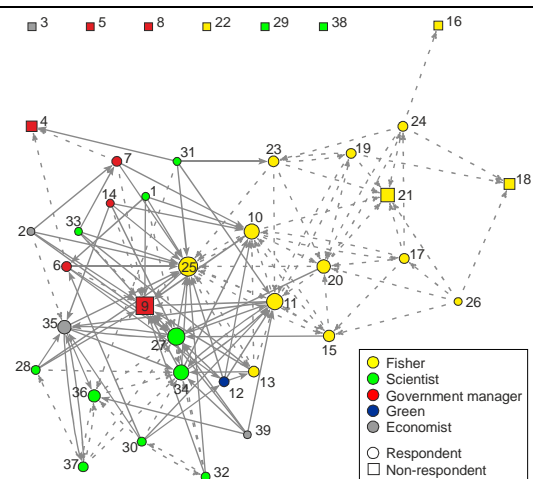 3 5 8 22 29 38
16
4 24
7 31 23 19
18
1 21
14 10
2 33
25 17
6 20
11 26
9
35
27 15
28
34 13
12
36
39
30
37 32
Fisher
Scientist
Government manager
Green
Economist
Respondent
Non-respondent